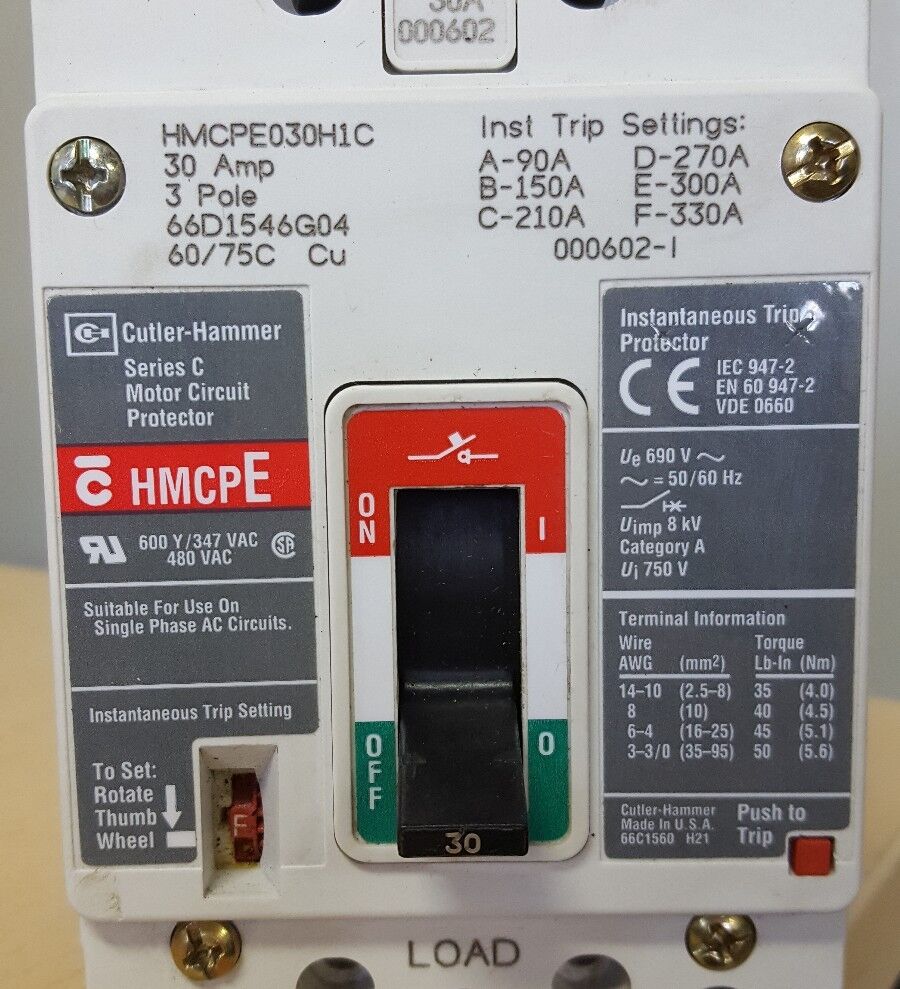 30A
000602
HMCPE030H1C
30 Amp
3 Pole
66D1546G04
60/75C Cu
Inst Trip Settings:
A-90A D-270A
B-150A E-300A
C-210A F-330A
000602-I
Cutler-Hammer
Series C
Motor Circuit
Protector
C HMCPE
600 Y/347 VAC
480 VAC
Suitable For Use On
Single Phase AC Circuits.
Instantaneous Trip Setting
To Set:
Rotate
Thumb
Wheel
ON
I
OFF
O
30
Instantaneous Trip
Protector
CE
IEC 947-2
EN 60 947-2
VDE 0660
Ue 690 V ~
~ = 50/60 Hz
Uimp 8 kV
Category A
Ui 750 V
Terminal Information
Wire Torque
AWG (mm²) Lb-In (Nm)
14-10 (2.5-8) 35 (4.0)
8 (10) 40 (4.5)
6-4 (16-25) 45 (5.1)
3-3/0 (35-95) 50 (5.6)
Cutler-Hammer
Made In U.S.A.
66C1560 H21
Push to
Trip
LOAD